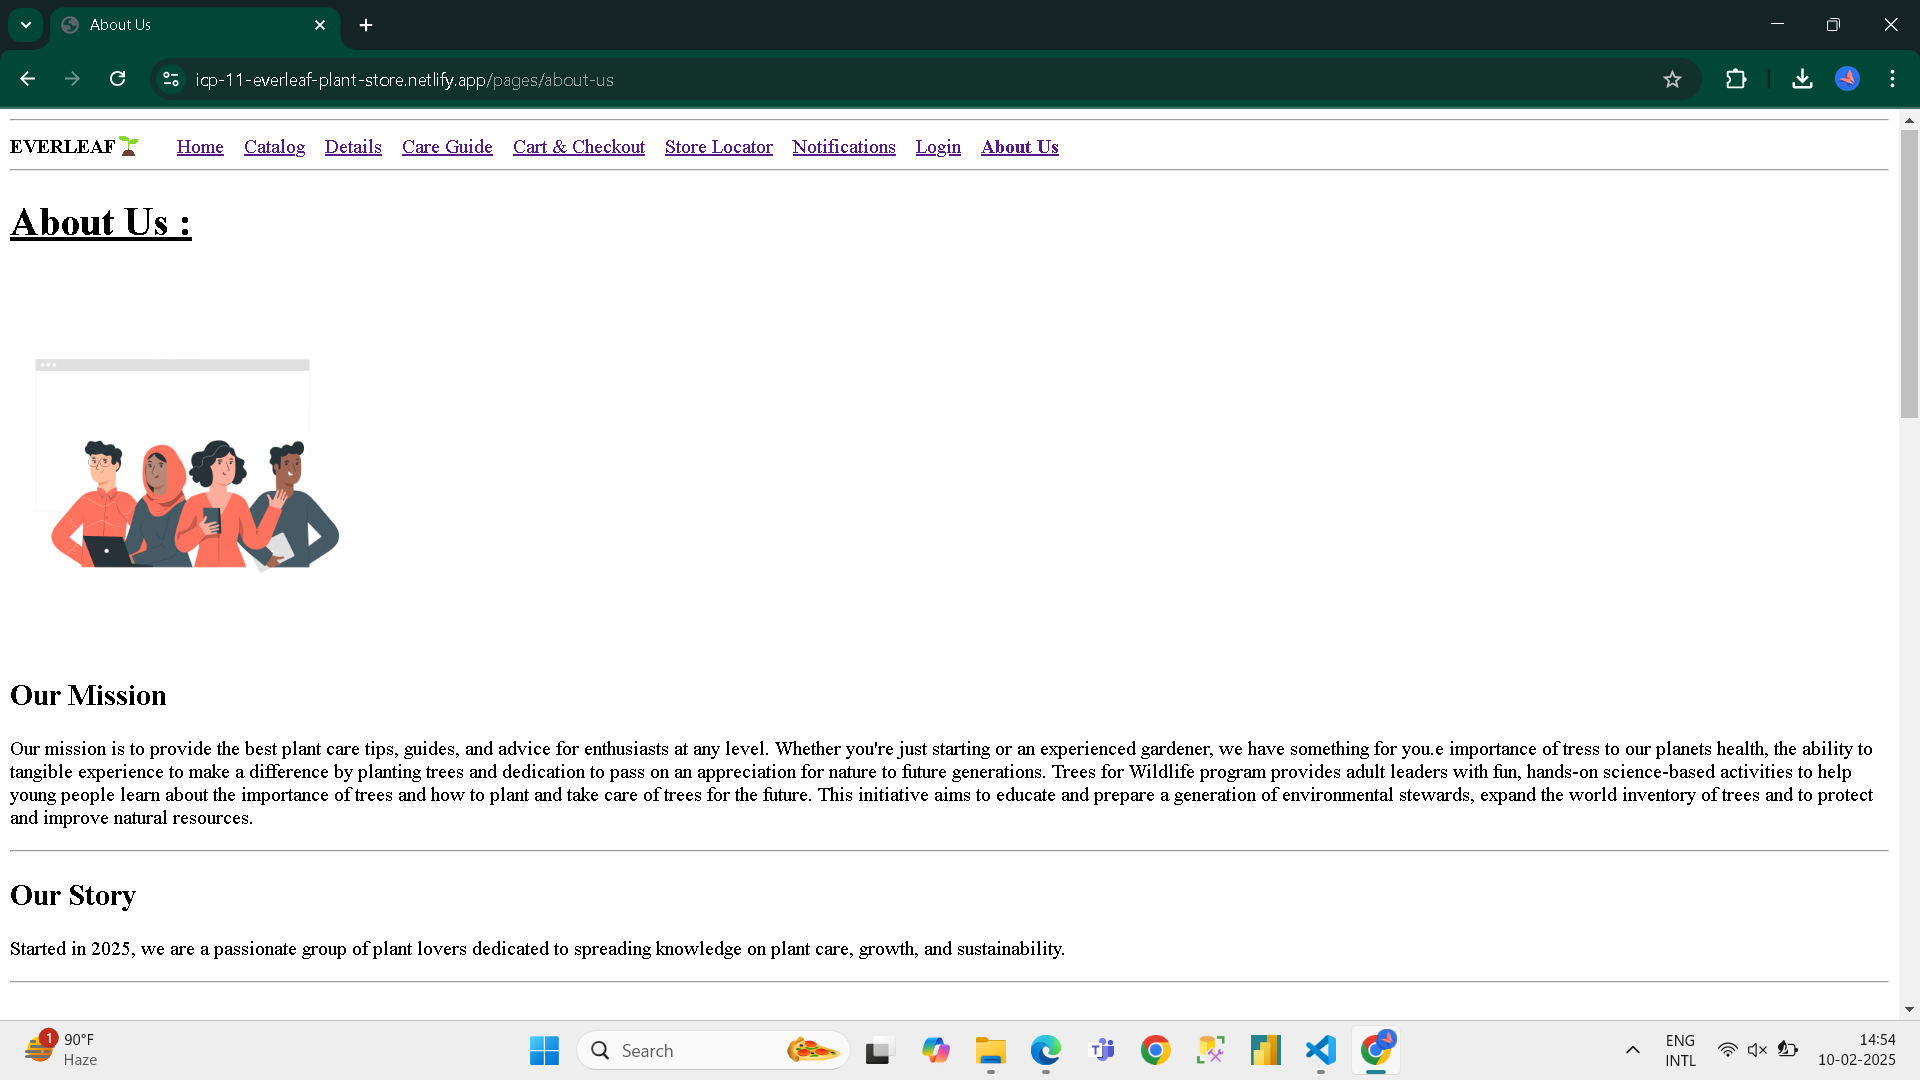 About Us
icp-11-everleaf-plant-store.netlify.app/pages/about-us
EVERLEAF Home Catalog Details Care Guide Cart & Checkout Store Locator Notifications Login About Us
About Us :
Our Mission
Our mission is to provide the best plant care tips, guides, and advice for enthusiasts at any level. Whether you're just starting or an experienced gardener, we have something for you.e importance of tress to our planets health, the ability to
tangible experience to make a difference by planting trees and dedication to pass on an appreciation for nature to future generations. Trees for Wildlife program provides adult leaders with fun, hands-on science-based activities to help
young people learn about the importance of trees and how to plant and take care of trees for the future. This initiative aims to educate and prepare a generation of environmental stewards, expand the world inventory of trees and to protect
and improve natural resources.
Our Story
Started in 2025, we are a passionate group of plant lovers dedicated to spreading knowledge on plant care, growth, and sustainability.
1
90°F
Haze
Search
ENG
INTL
14:54
10-02-2025